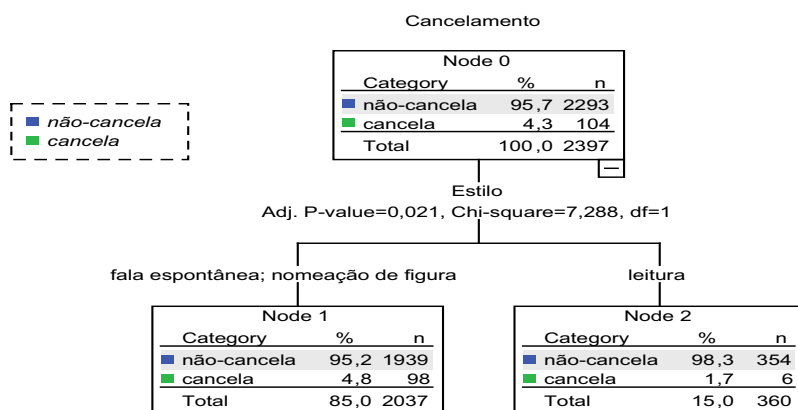 Cancelamento
Node 0
Category % n
não-cancela 95,7 2293
cancela 4,3 104
Total 100,0 2397
não-cancela
cancela
Estilo
Adj. P-value=0,021, Chi-square=7,288, df=1
fala espontânea; nomeação de figura
leitura
Node 1
Category % n
não-cancela 95,2 1939
cancela 4,8 98
Total 85,0 2037
Node 2
Category % n
não-cancela 98,3 354
cancela 1,7 6
Total 15,0 360